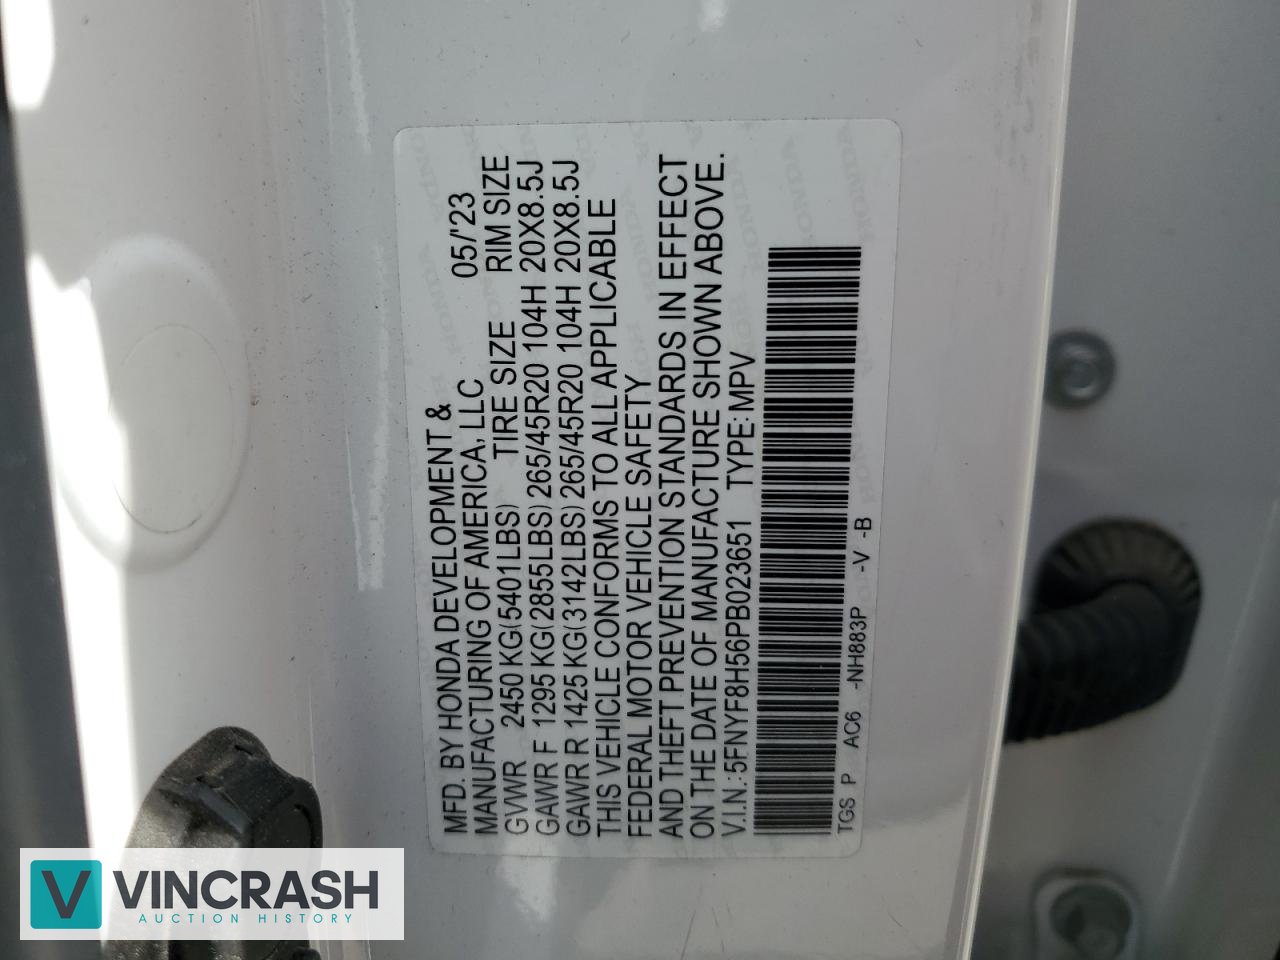 MFD. BY HONDA DEVELOPMENT &
MANUFACTURING OF AMERICA, LLC 05/'23
GVWR 2450 KG(5401LBS) TIRE SIZE RIM SIZE
GAWR F 1295 KG(2855LBS) 265/45R20 104H 20X8.5J
GAWR R 1425 KG(3142LBS) 265/45R20 104H 20X8.5J
THIS VEHICLE CONFORMS TO ALL APPLICABLE
FEDERAL MOTOR VEHICLE SAFETY
AND THEFT PREVENTION STANDARDS IN EFFECT
ON THE DATE OF MANUFACTURE SHOWN ABOVE.
V.I.N.: 5FNYF8H56PB023651 TYPE: MPV
TGS P AC6 -NH883P -V -B
V VINCRASH
AUCTION HISTORY